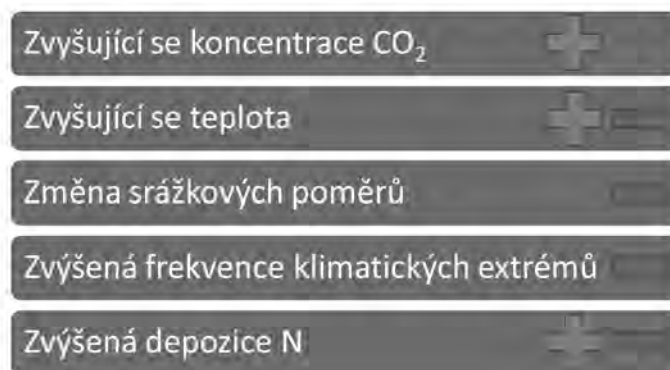 Zvyšující se koncentrace CO₂
Zvyšující se teplota
Změna srážkových poměrů
Zvýšená frekvence klimatických extrémů
Zvýšená depozice N